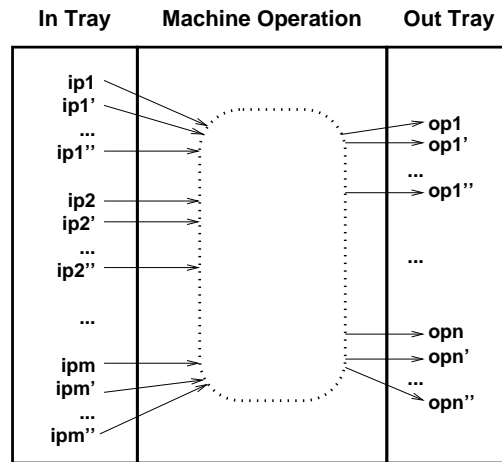 In Tray
Machine Operation
Out Tray
ip1
ip1’
...
ip1’’
ip2
ip2’
...
ip2’’
...
ipm
ipm’
...
ipm’’
op1
op1’
...
op1’’
...
opn
opn’
...
opn’’